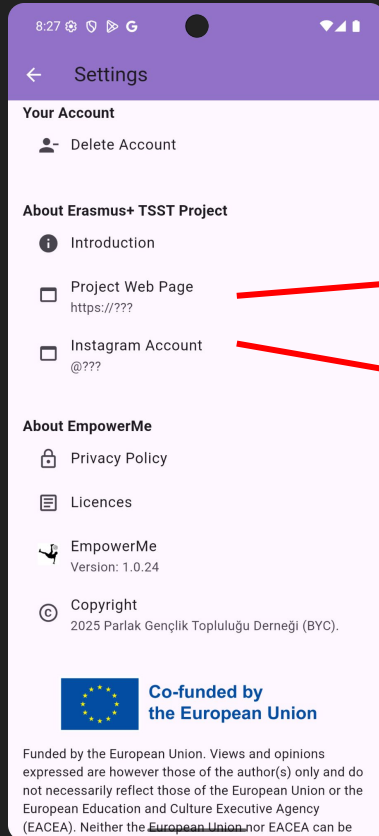 8:27
Settings
Your Account
Delete Account
About Erasmus+ TSST Project
Introduction
Project Web Page
https://???
Instagram Account
@???
About EmpowerMe
Privacy Policy
Licences
EmpowerMe
Version: 1.0.24
Copyright
2025 Parlak Gençlik Topluluğu Derneği (BYC).
Co-funded by
the European Union
Funded by the European Union. Views and opinions
expressed are however those of the author(s) only and do
not necessarily reflect those of the European Union or the
European Education and Culture Executive Agency
(EACEA). Neither the European Union nor EACEA can be